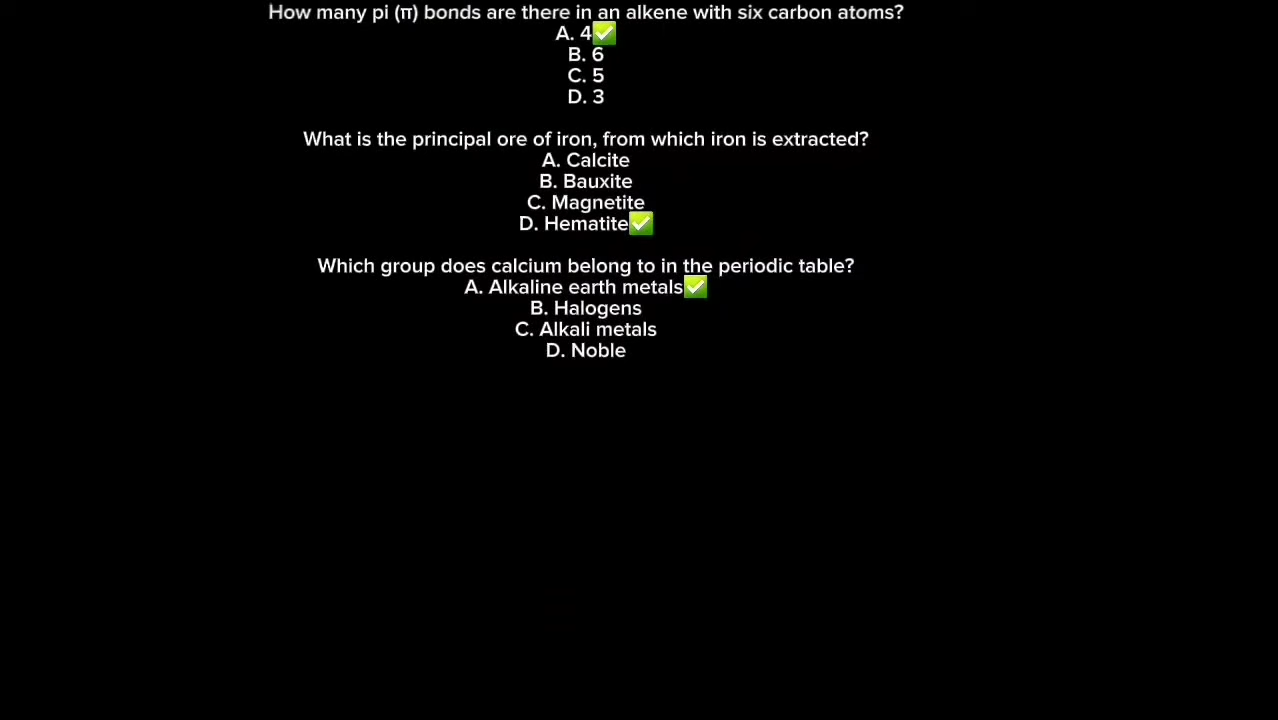 How many pi (π) bonds are there in an alkene with six carbon atoms?
A. 4✅
B. 6
C. 5
D. 3
What is the principal ore of iron, from which iron is extracted?
A. Calcite
B. Bauxite
C. Magnetite
D. Hematite✅
Which group does calcium belong to in the periodic table?
A. Alkaline earth metals✅
B. Halogens
C. Alkali metals
D. Noble